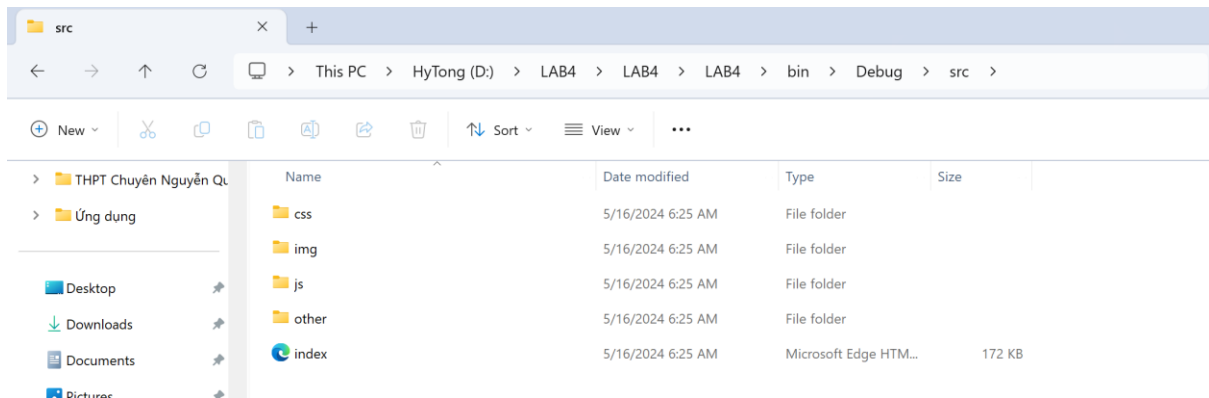 src
This PC > HyTong (D:) > LAB4 > LAB4 > LAB4 > bin > Debug > src >
New Sort View
THPT Chuyên Nguyễn Qu
Ứng dụng
Desktop
Downloads
Documents
Pictures
Name Date modified Type Size
css 5/16/2024 6:25 AM File folder
img 5/16/2024 6:25 AM File folder
js 5/16/2024 6:25 AM File folder
other 5/16/2024 6:25 AM File folder
index 5/16/2024 6:25 AM Microsoft Edge HTM... 172 KB